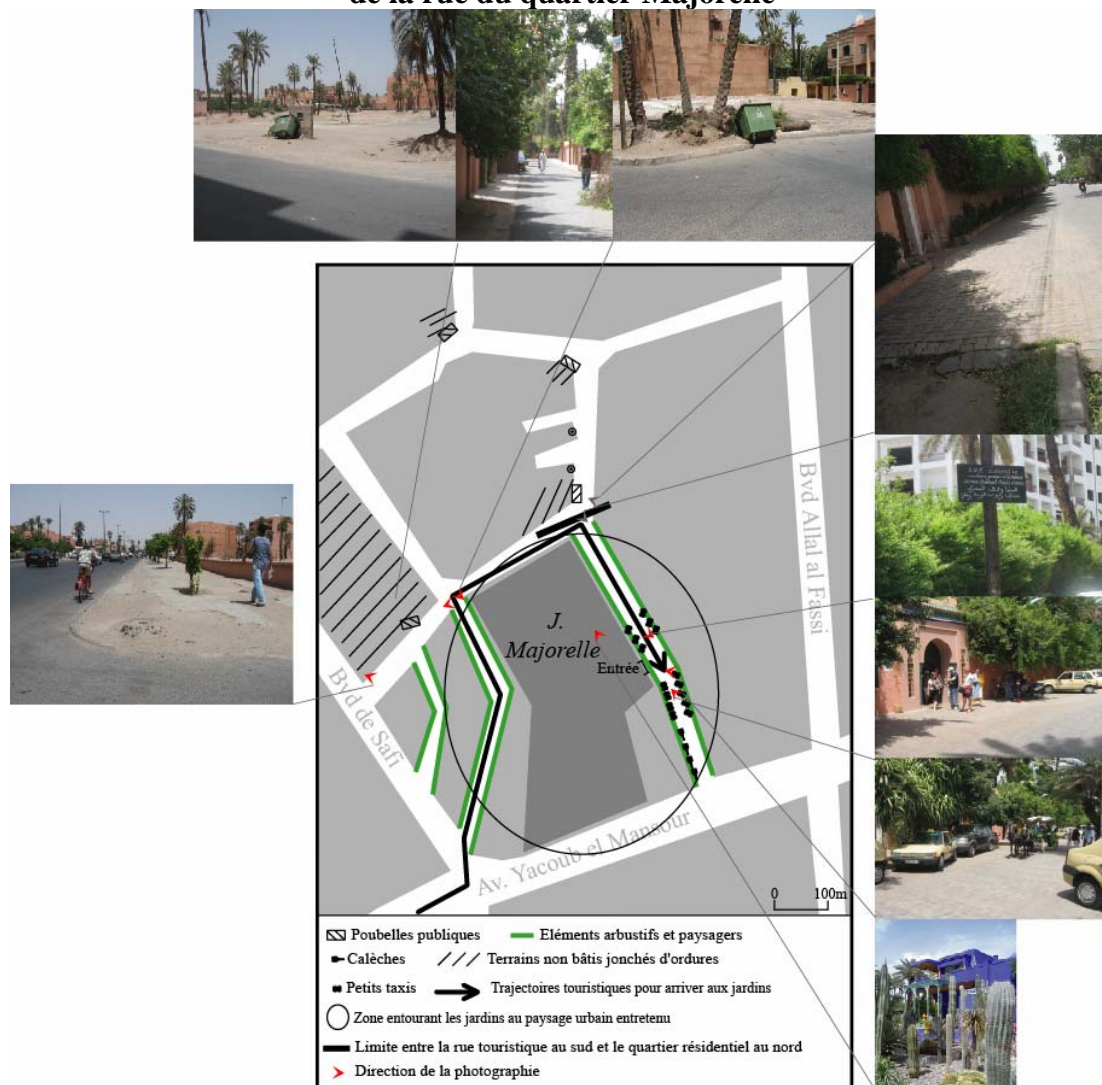 de la rue du quartier Majorelle
J.
Majorelle
Entrée
Bvd Allal al Fassi
Bvd de Safi
Av. Yacoub el Mansour
0 100m
Poubelles publiques
Eléments arbustifs et paysagers
Calèches
Terrains non bâtis jonchés d'ordures
Petits taxis
Trajectoires touristiques pour arriver aux jardins
Zone entourant les jardins au paysage urbain entretenu
Limite entre la rue touristique au sud et le quartier résidentiel au nord
Direction de la photographie